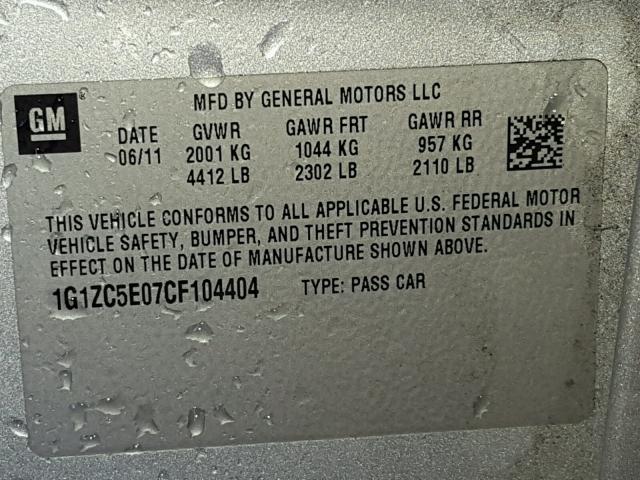 GM ®
MFD BY GENERAL MOTORS LLC
DATE GVWR GAWR FRT GAWR RR
06/11 2001 KG 1044 KG 957 KG
4412 LB 2302 LB 2110 LB
THIS VEHICLE CONFORMS TO ALL APPLICABLE U.S. FEDERAL MOTOR
VEHICLE SAFETY, BUMPER, AND THEFT PREVENTION STANDARDS IN
EFFECT ON THE DATE OF MANUFACTURE SHOWN ABOVE.
1G1ZC5E07CF104404 TYPE: PASS CAR